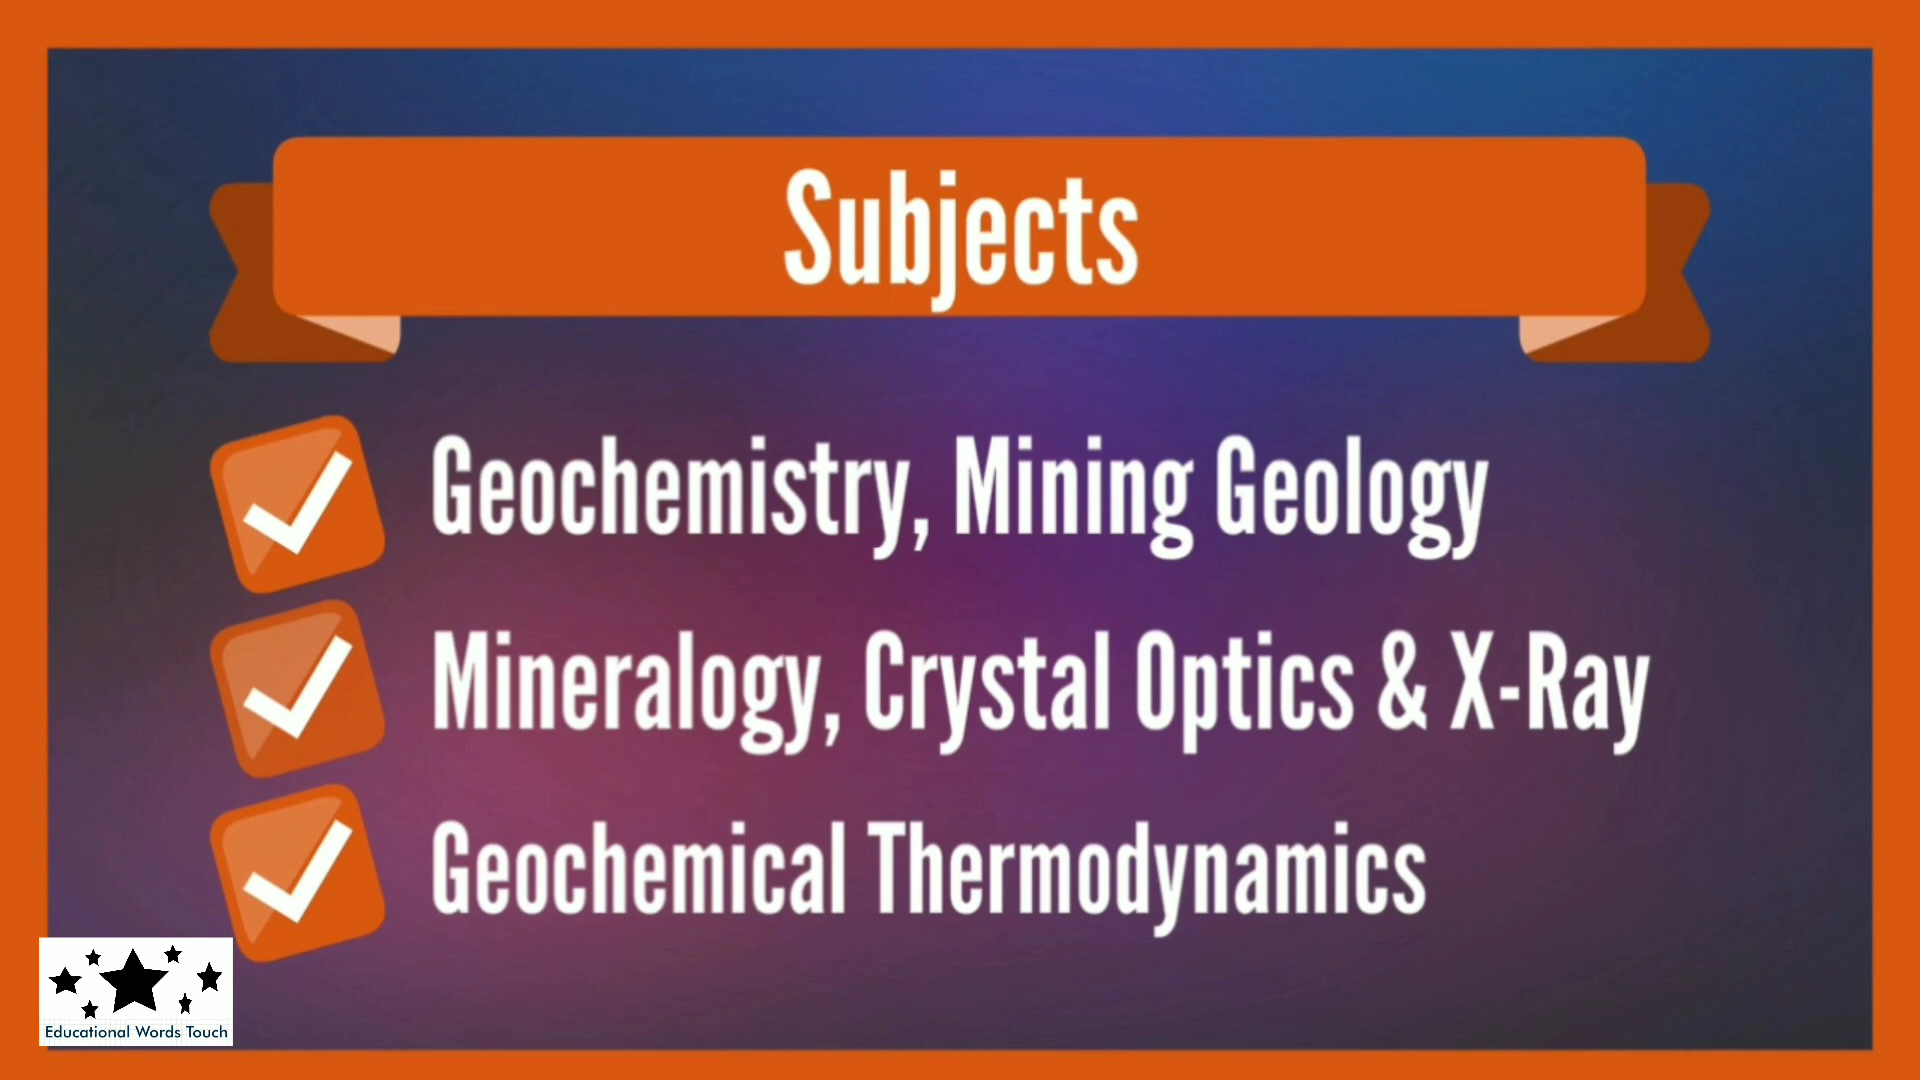 Subjects
Geochemistry, Mining Geology
Mineralogy, Crystal Optics & X-Ray
Geochemical Thermodynamics
Educational Words Touch